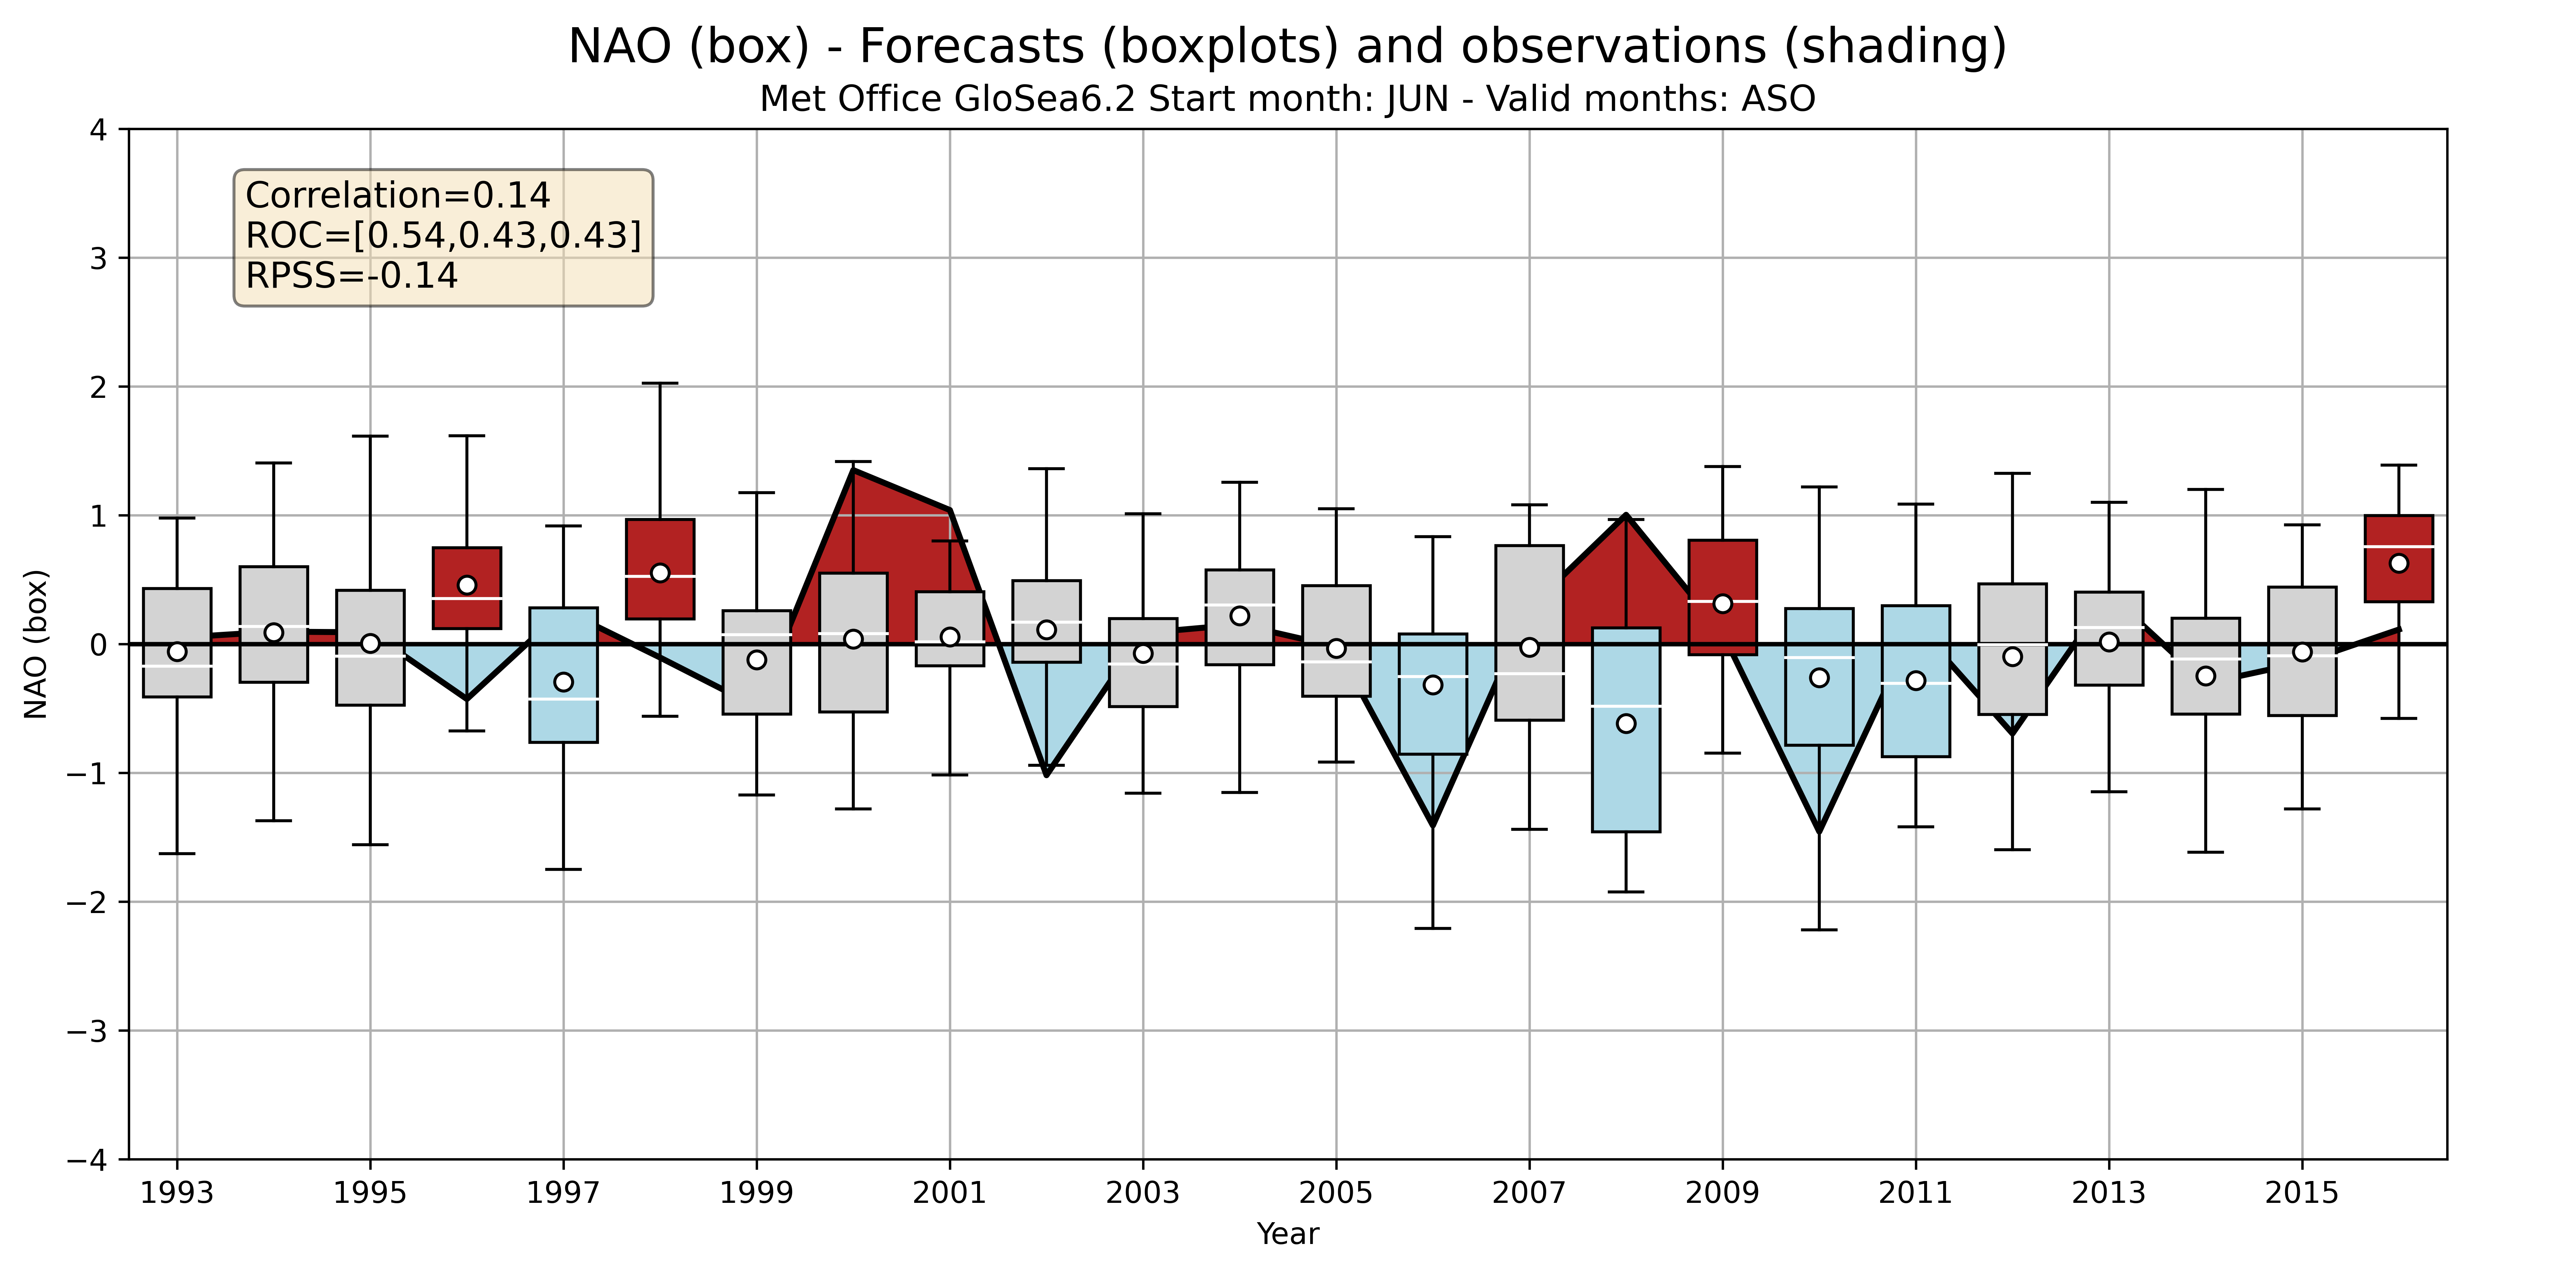 NAO (box) - Forecasts (boxplots) and observations (shading)
Met Office GloSea6.2 Start month: JUN - Valid months: ASO
Correlation=0.14
ROC=[0.54,0.43,0.43]
RPSS=-0.14
NAO (box)
4
3
2
1
0
−1
−2
−3
−4
1993 1995 1997 1999 2001 2003 2005 2007 2009 2011 2013 2015
Year